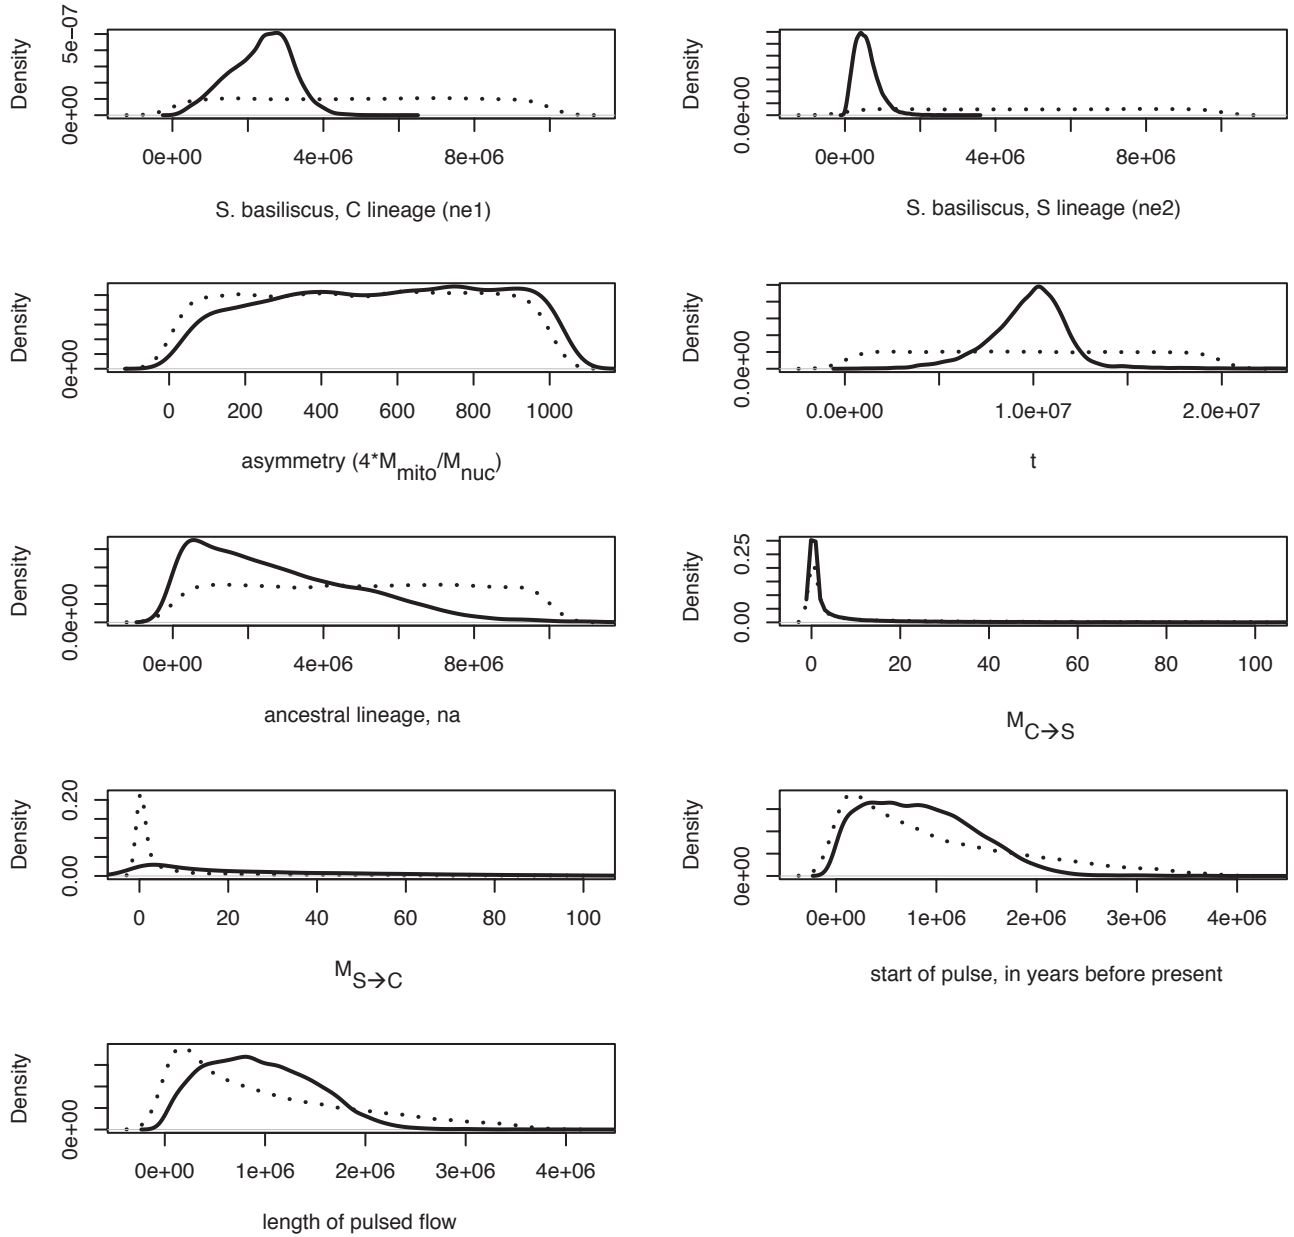 Density
5e−07
0e+00
0e+00 4e+06 8e+06
S. basiliscus, C lineage (ne1)
Density
0.0e+00
0e+00 4e+06 8e+06
S. basiliscus, S lineage (ne2)
Density
0e+00
0 200 400 600 800 1000
asymmetry (4*Mmito/Mnuc)
Density
0.0e+00
0.0e+00 1.0e+07 2.0e+07
t
Density
0.0e+00
0e+00 4e+06 8e+06
ancestral lineage, na
Density
0.25
0.00
0 20 40 60 80 100
MC→S
Density
0.20
0.00
0 20 40 60 80 100
MS→C
Density
0e+00
0e+00 1e+06 2e+06 3e+06 4e+06
start of pulse, in years before present
Density
0e+00
0e+00 1e+06 2e+06 3e+06 4e+06
length of pulsed flow